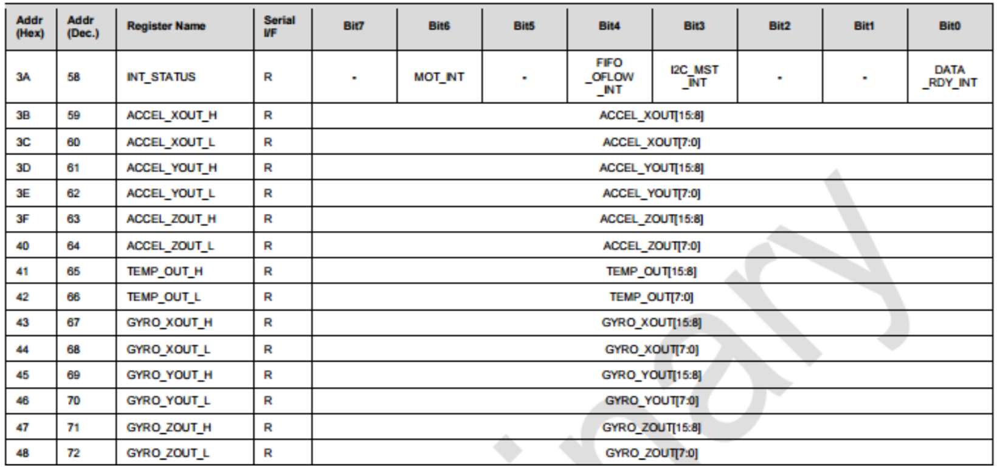 Addr (Hex) Addr (Dec.) Register Name Serial I/F Bit7 Bit6 Bit5 Bit4 Bit3 Bit2 Bit1 Bit0
3A 58 INT_STATUS R - MOT_INT - FIFO _OFLOW _INT I2C_MST _INT - - DATA _RDY_INT
3B 59 ACCEL_XOUT_H R ACCEL_XOUT[15:8]
3C 60 ACCEL_XOUT_L R ACCEL_XOUT[7:0]
3D 61 ACCEL_YOUT_H R ACCEL_YOUT[15:8]
3E 62 ACCEL_YOUT_L R ACCEL_YOUT[7:0]
3F 63 ACCEL_ZOUT_H R ACCEL_ZOUT[15:8]
40 64 ACCEL_ZOUT_L R ACCEL_ZOUT[7:0]
41 65 TEMP_OUT_H R TEMP_OUT[15:8]
42 66 TEMP_OUT_L R TEMP_OUT[7:0]
43 67 GYRO_XOUT_H R GYRO_XOUT[15:8]
44 68 GYRO_XOUT_L R GYRO_XOUT[7:0]
45 69 GYRO_YOUT_H R GYRO_YOUT[15:8]
46 70 GYRO_YOUT_L R GYRO_YOUT[7:0]
47 71 GYRO_ZOUT_H R GYRO_ZOUT[15:8]
48 72 GYRO_ZOUT_L R GYRO_ZOUT[7:0]
inary